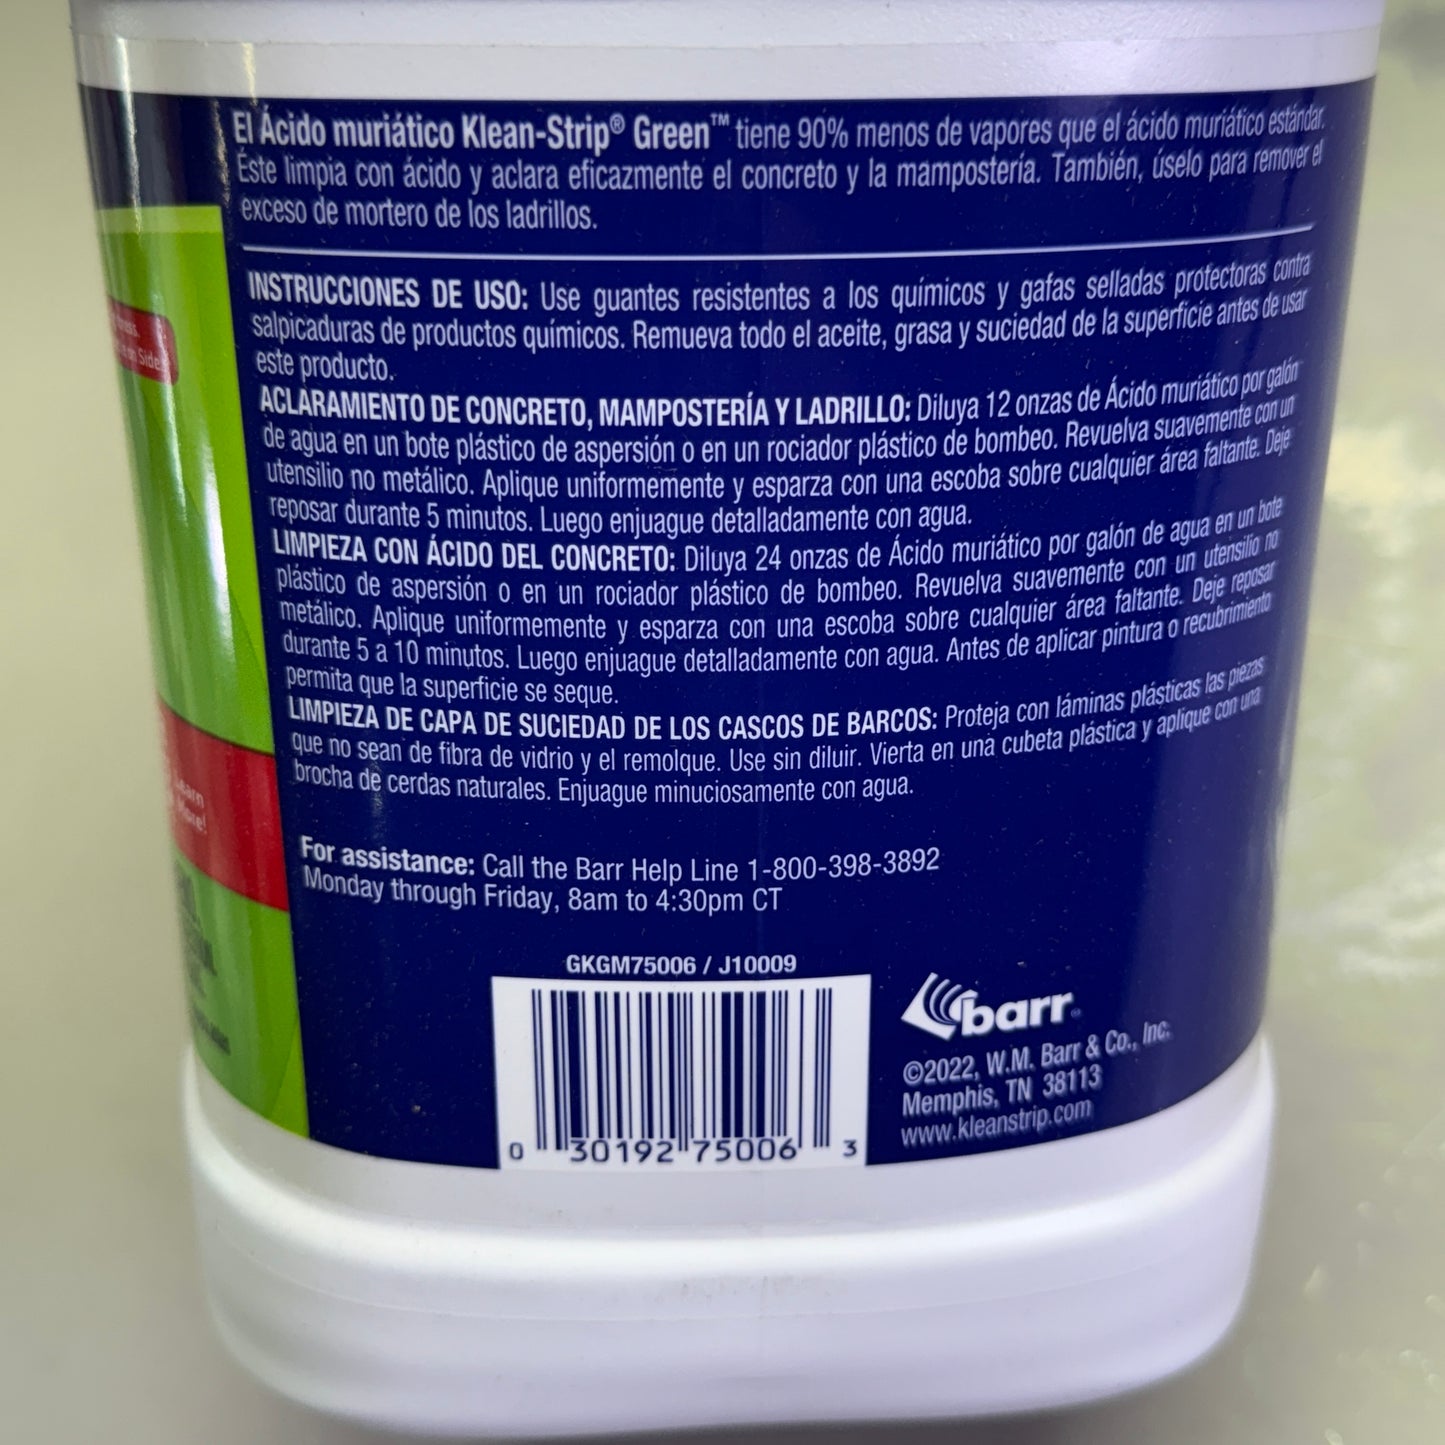 El Ácido muriático Klean-Strip® Green™ tiene 90% menos de vapores que el ácido muriático estándar.
Éste limpia con ácido y aclara eficazmente el concreto y la mampostería. También, úselo para remover el
exceso de mortero de los ladrillos.
INSTRUCCIONES DE USO: Use guantes resistentes a los químicos y gafas selladas protectoras contra
salpicaduras de productos químicos. Remueva todo el aceite, grasa y suciedad de la superficie antes de usar
este producto.
ACLARAMIENTO DE CONCRETO, MAMPOSTERÍA Y LADRILLO: Diluya 12 onzas de Ácido muriático por galón
de agua en un bote plástico de aspersión o en un rociador plástico de bombeo. Revuelva suavemente con un
utensilio no metálico. Aplique uniformemente y esparza con una escoba sobre cualquier área faltante. Deje
reposar durante 5 minutos. Luego enjuague detalladamente con agua.
LIMPIEZA CON ÁCIDO DEL CONCRETO: Diluya 24 onzas de Ácido muriático por galón de agua en un bote
plástico de aspersión o en un rociador plástico de bombeo. Revuelva suavemente con un utensilio no
metálico. Aplique uniformemente y esparza con una escoba sobre cualquier área faltante. Deje reposar
durante 5 a 10 minutos. Luego enjuague detalladamente con agua. Antes de aplicar pintura o recubrimiento
permita que la superficie se seque.
LIMPIEZA DE CAPA DE SUCIEDAD DE LOS CASCOS DE BARCOS: Proteja con láminas plásticas las piezas
que no sean de fibra de vidrio y el remolque. Use sin diluir. Vierta en una cubeta plástica y aplique con una
brocha de cerdas naturales. Enjuague minuciosamente con agua.
on Side
Learn
More!
For assistance: Call the Barr Help Line 1-800-398-3892
Monday through Friday, 8am to 4:30pm CT
GKGM75006 / J10009
0 30192 75006 3
barr
©2022, W.M. Barr & Co., Inc.
Memphis, TN 38113
www.kleanstrip.com